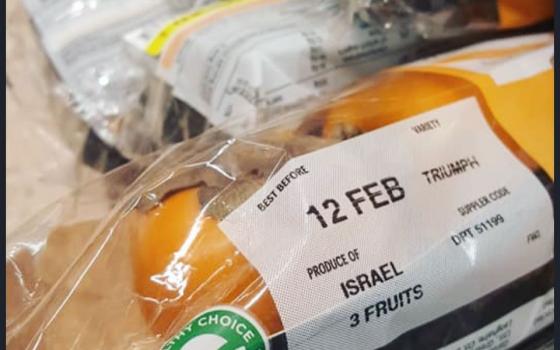 BEST BEFORE
VARIETY
12 FEB
TRIUMPH
PRODUCE OF
SUPPLIER CODE
ISRAEL
DPT 51199
3 FRUITS
CHOICE